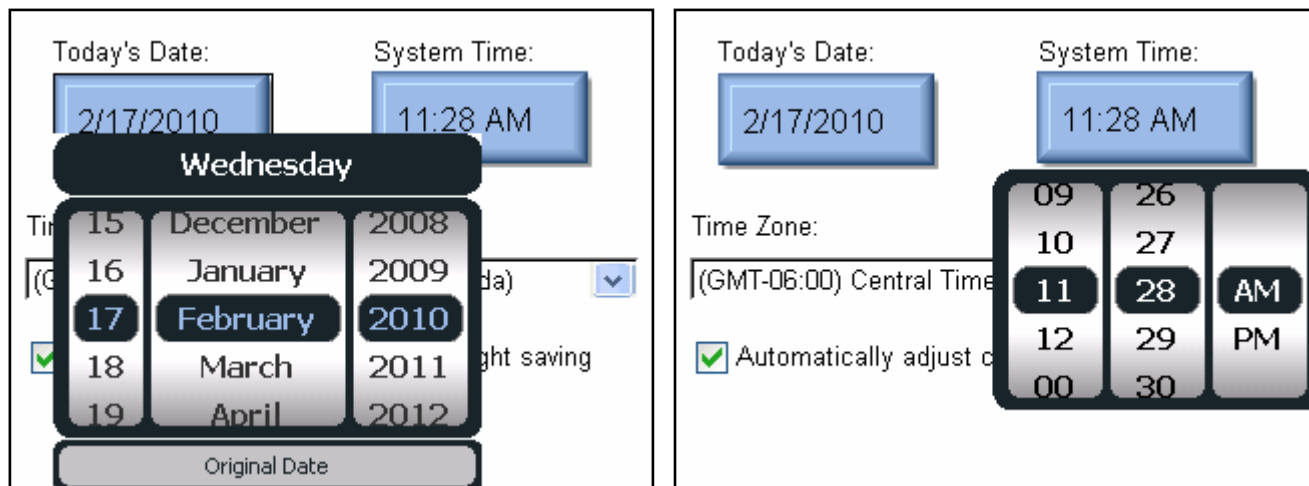 Today's Date:
System Time:
2/17/2010
11:28 AM
Wednesday
Tim
15 December 2008
16 January 2009
(G
da)
17 February 2010
18 March 2011
ght saving
19 April 2012
Original Date
Today's Date:
System Time:
2/17/2010
11:28 AM
Time Zone:
09 26
10 27
(GMT-06:00) Central Time
11 28 AM
12 29 PM
Automatically adjust c
00 30